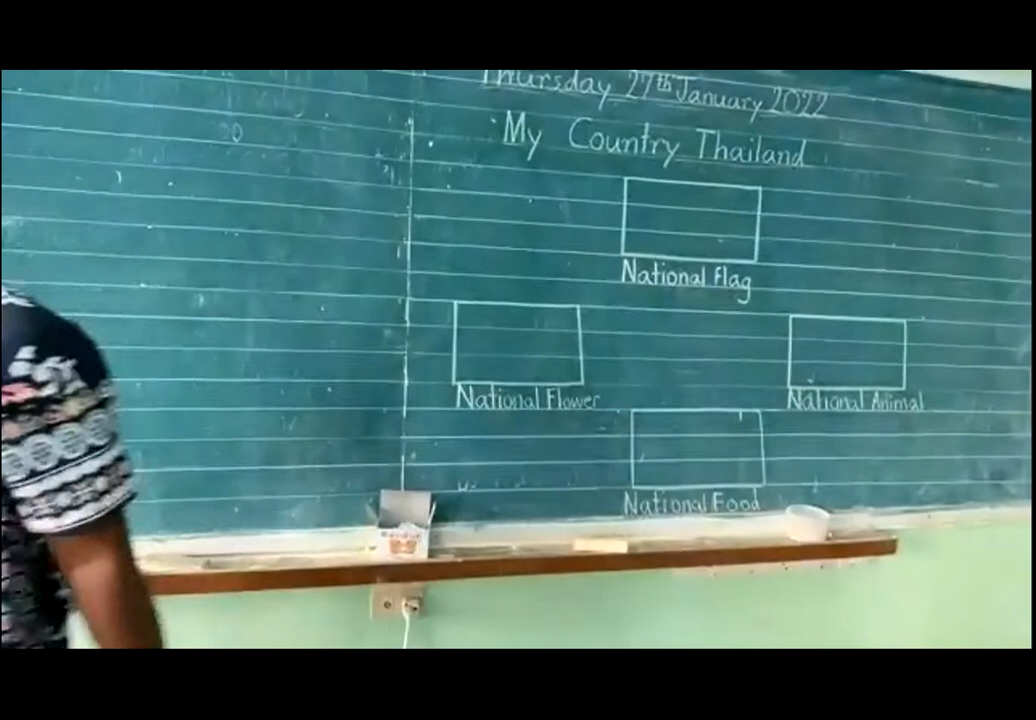 Thursday 27th January 2022
My Country Thailand
National Flag
National Flower
National Animal
National Food